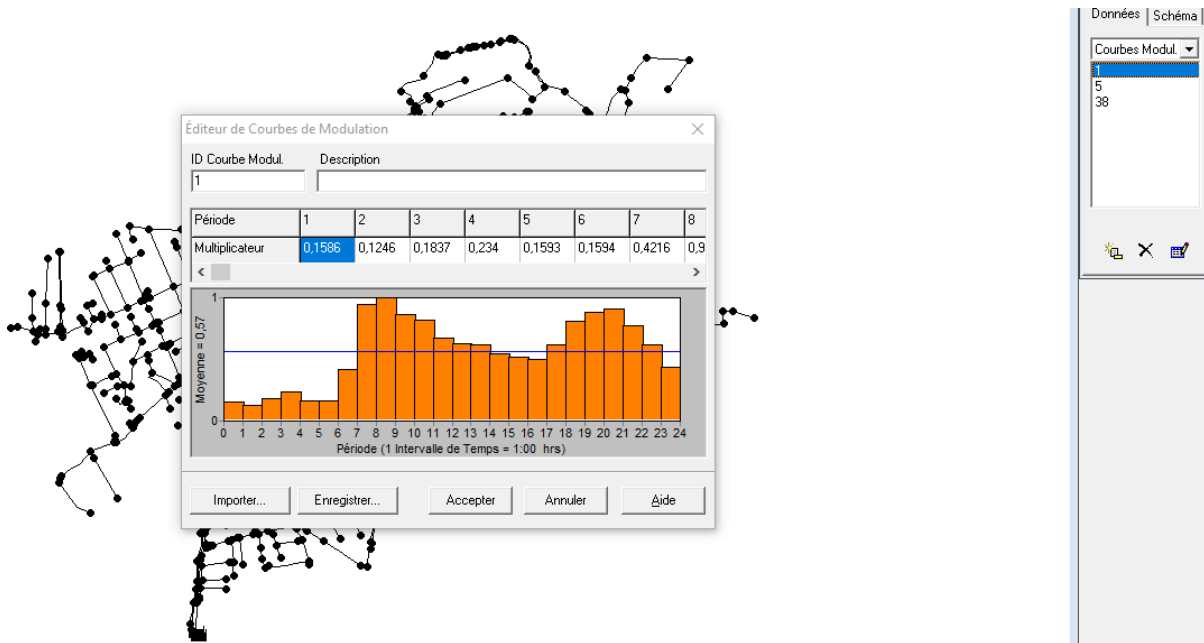 Données Schéma
Courbes Modul.
1
5
38
Éditeur de Courbes de Modulation
ID Courbe Modul. Description
1
Période 1 2 3 4 5 6 7 8
Multiplicateur 0,1586 0,1246 0,1837 0,234 0,1593 0,1594 0,4216 0,9
1
Moyenne = 0,57
0
0 1 2 3 4 5 6 7 8 9 10 11 12 13 14 15 16 17 18 19 20 21 22 23 24
Période (1 Intervalle de Temps = 1:00 hrs)
Importer... Enregistrer... Accepter Annuler Aide